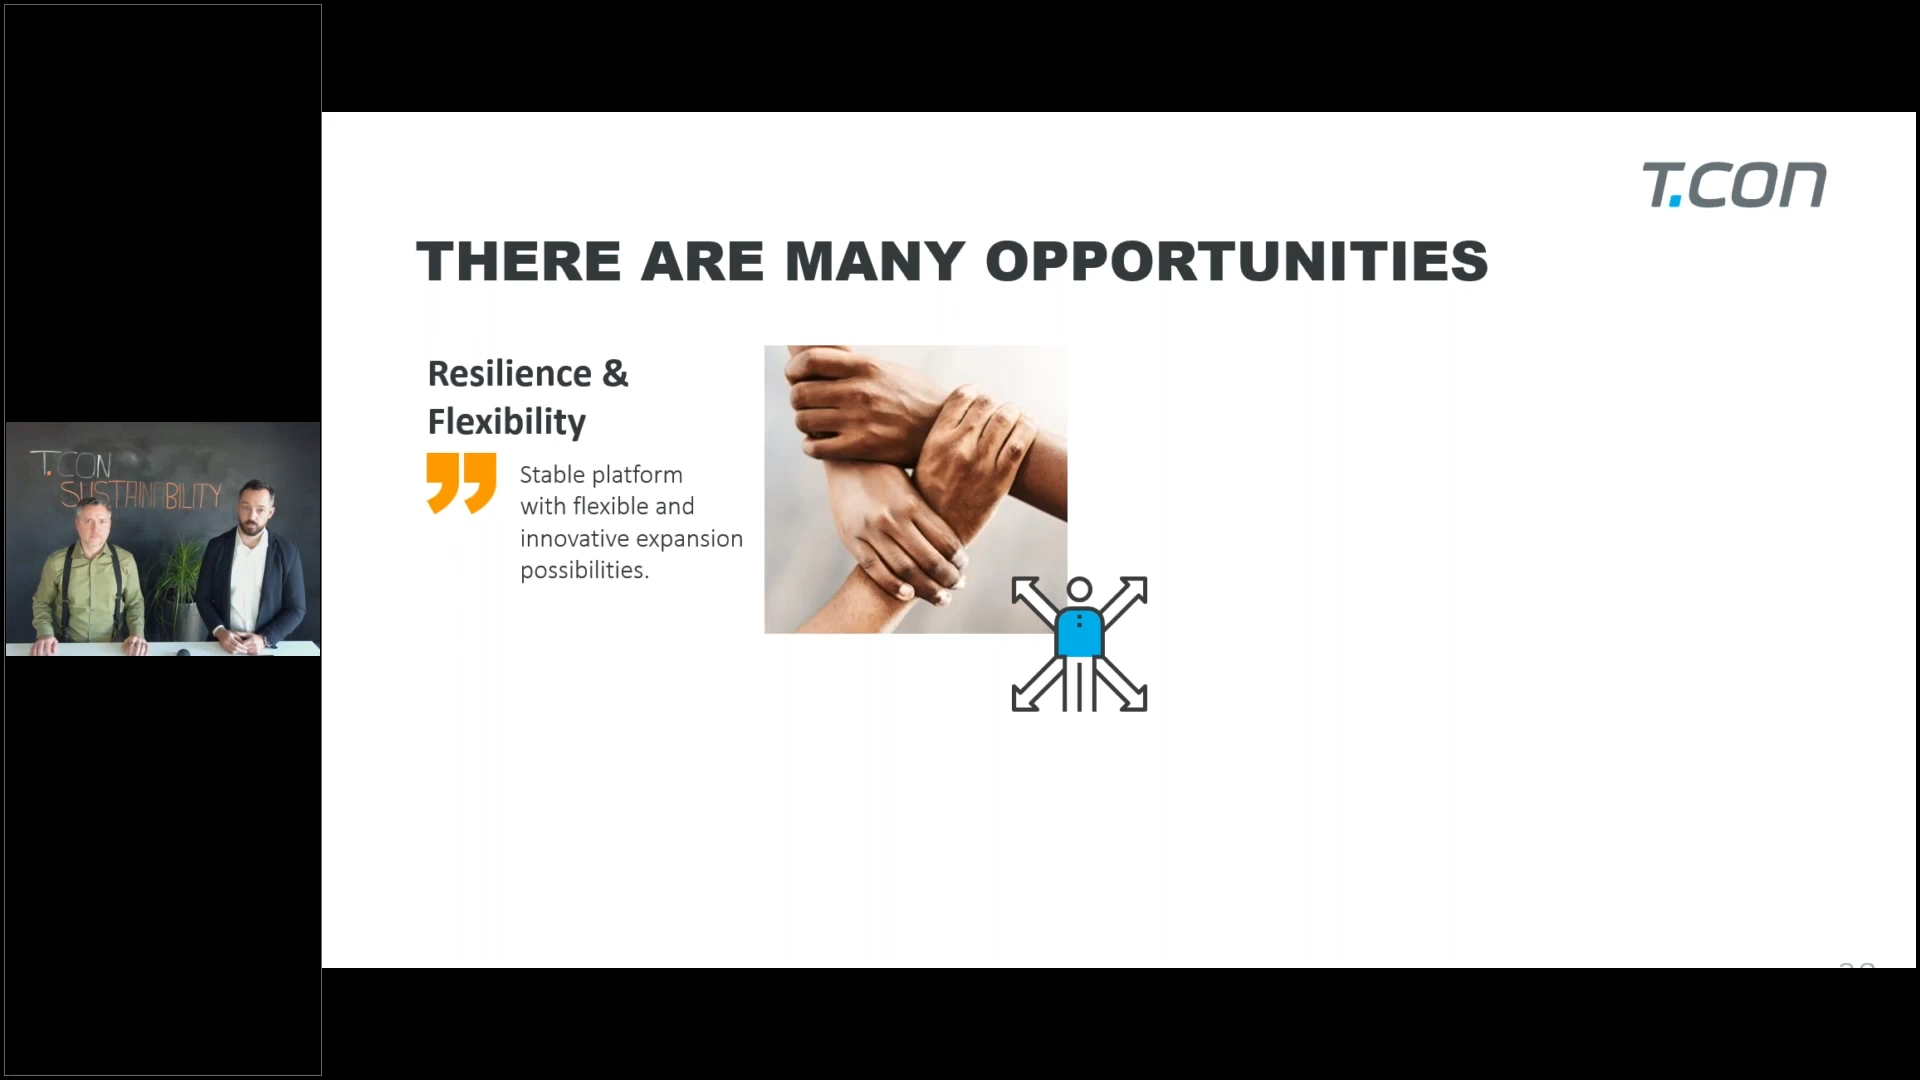 T.CON
SUSTAINABILITY
T.CON
THERE ARE MANY OPPORTUNITIES
Resilience &
Flexibility
Stable platform
with flexible and
innovative expansion
possibilities.